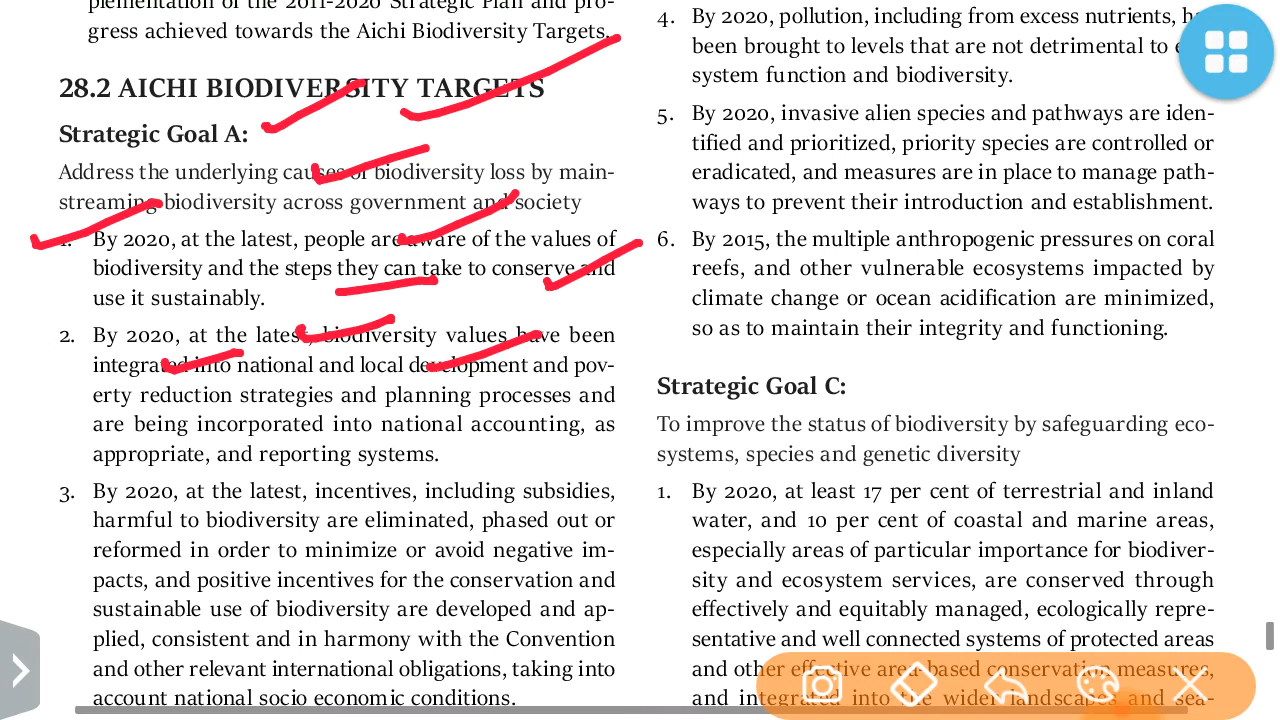 plementation of the 2011-2020 Strategic Plan and pro-
gress achieved towards the Aichi Biodiversity Targets.
28.2 AICHI BIODIVERSITY TARGETS
Strategic Goal A:
Address the underlying causes of biodiversity loss by main-
streaming biodiversity across government and society
1. By 2020, at the latest, people are aware of the values of
biodiversity and the steps they can take to conserve and
use it sustainably.
2. By 2020, at the latest, biodiversity values have been
integrated into national and local development and pov-
erty reduction strategies and planning processes and
are being incorporated into national accounting, as
appropriate, and reporting systems.
3. By 2020, at the latest, incentives, including subsidies,
harmful to biodiversity are eliminated, phased out or
reformed in order to minimize or avoid negative im-
pacts, and positive incentives for the conservation and
sustainable use of biodiversity are developed and ap-
plied, consistent and in harmony with the Convention
and other relevant international obligations, taking into
account national socio economic conditions.
4. By 2020, pollution, including from excess nutrients,
been brought to levels that are not detrimental to
system function and biodiversity.
5. By 2020, invasive alien species and pathways are iden-
tified and prioritized, priority species are controlled or
eradicated, and measures are in place to manage path-
ways to prevent their introduction and establishment.
6. By 2015, the multiple anthropogenic pressures on coral
reefs, and other vulnerable ecosystems impacted by
climate change or ocean acidification are minimized,
so as to maintain their integrity and functioning.
Strategic Goal C:
To improve the status of biodiversity by safeguarding eco-
systems, species and genetic diversity
1. By 2020, at least 17 per cent of terrestrial and inland
water, and 10 per cent of coastal and marine areas,
especially areas of particular importance for biodiver-
sity and ecosystem services, are conserved through
effectively and equitably managed, ecologically repre-
sentative and well connected systems of protected areas
and other effective area-based conservation measures,
and integrated into the wider landscapes and sea-